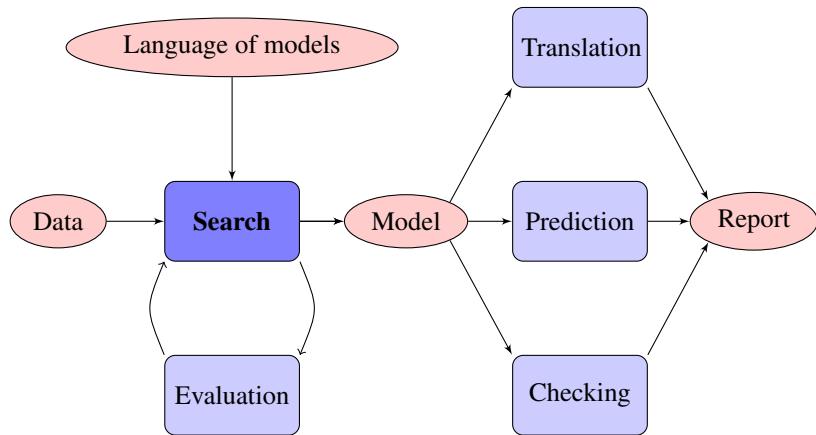 Language of models
Translation
Data
Search
Model
Prediction
Report
Evaluation
Checking